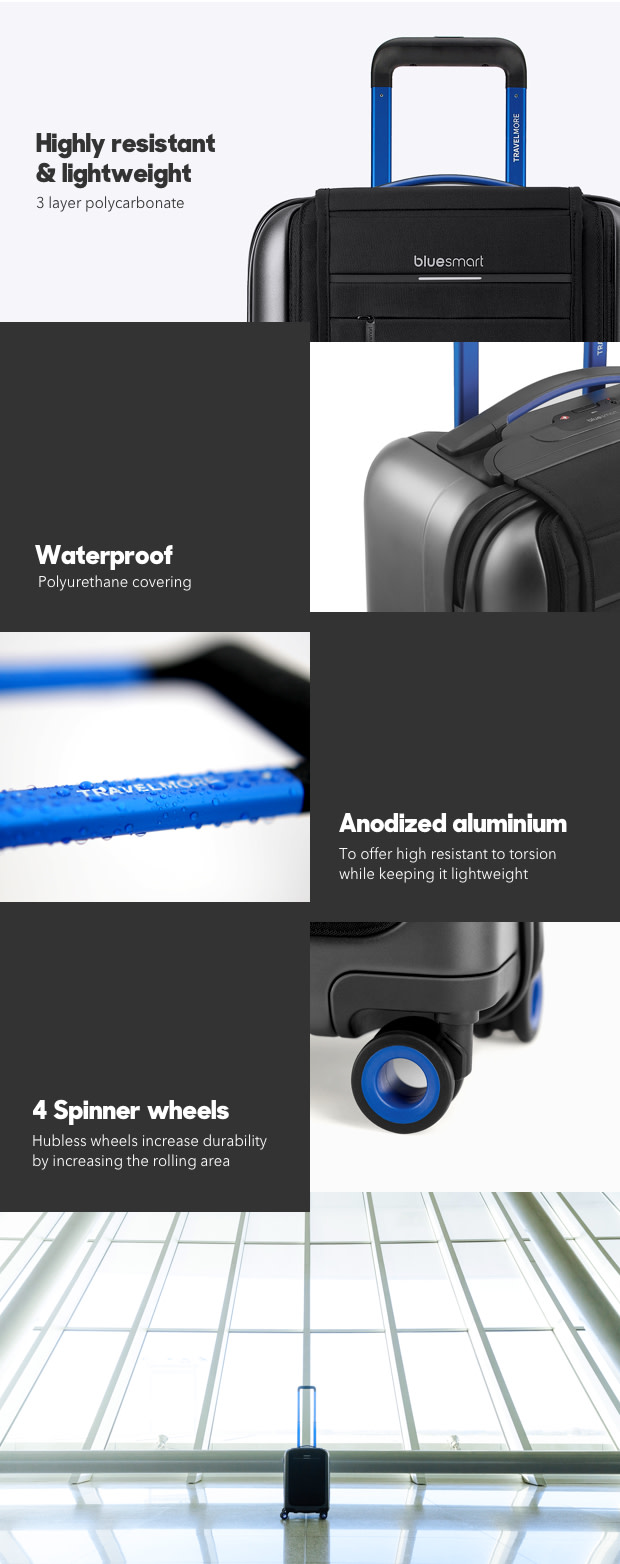 TRAVELMORE
Highly resistant
& lightweight
3 layer polycarbonate
bluesmart
Waterproof
Polyurethane covering
TRAVELMORE
Anodized aluminium
To offer high resistant to torsion
while keeping it lightweight
4 Spinner wheels
Hubless wheels increase durability
by increasing the rolling area